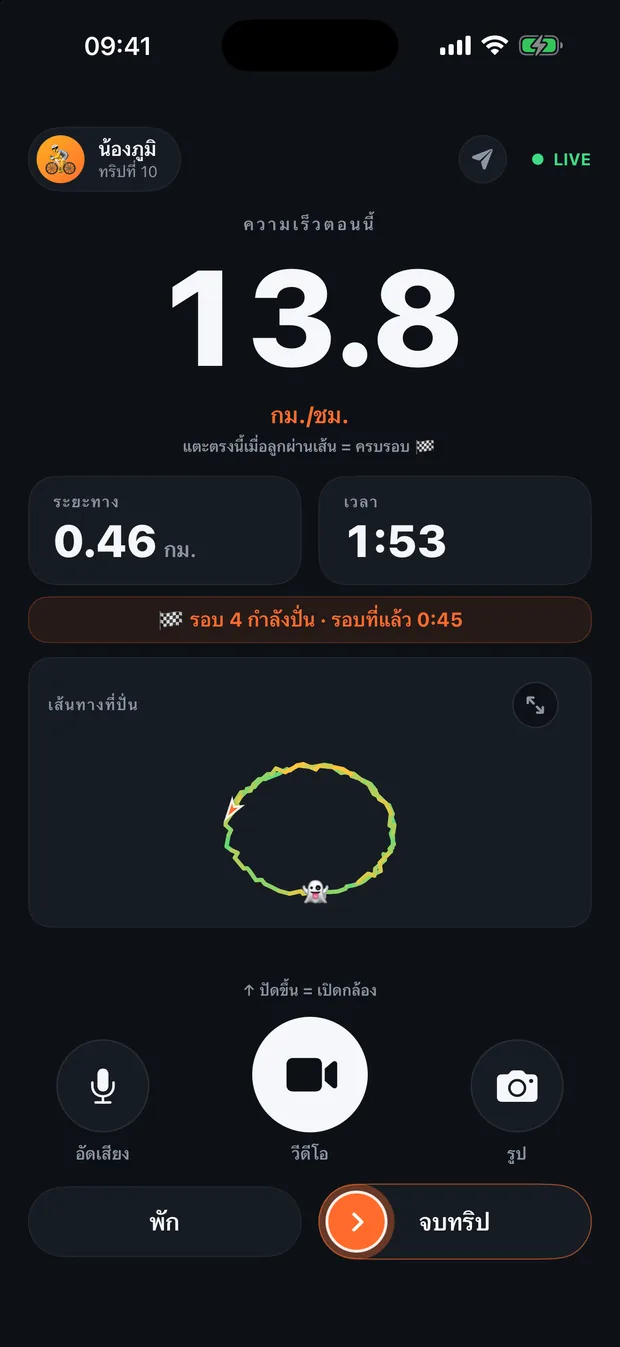 09:41
น้องภูมิ
ทริปที่ 10
LIVE
ความเร็วตอนนี้
13.8
กม./ชม.
แตะตรงนี้เมื่อลูกผ่านเส้น = ครบรอบ 🏁
ระยะทาง
0.46 กม.
เวลา
1:53
🏁 รอบ 4 กำลังปั่น · รอบที่แล้ว 0:45
เส้นทางที่ปั่น
↑ ปัดขึ้น = เปิดกล้อง
อัดเสียง
วีดีโอ
รูป
พัก
จบทริป